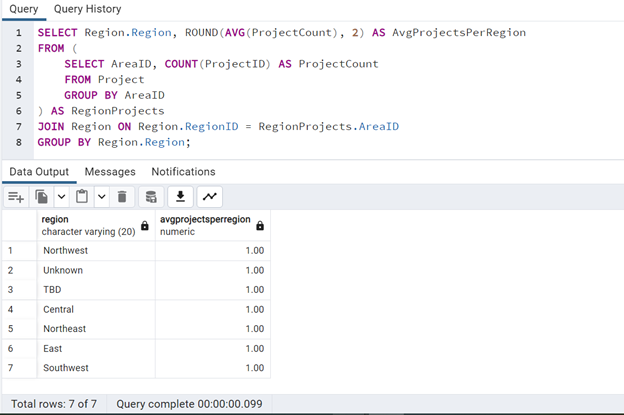 Query Query History
1 SELECT Region.Region, ROUND(AVG(ProjectCount), 2) AS AvgProjectsPerRegion
2 FROM (
3 SELECT AreaID, COUNT(ProjectID) AS ProjectCount
4 FROM Project
5 GROUP BY AreaID
6 ) AS RegionProjects
7 JOIN Region ON Region.RegionID = RegionProjects.AreaID
8 GROUP BY Region.Region;
Data Output Messages Notifications
region avgprojectsperregion
character varying (20) numeric
1 Northwest 1.00
2 Unknown 1.00
3 TBD 1.00
4 Central 1.00
5 Northeast 1.00
6 East 1.00
7 Southwest 1.00
Total rows: 7 of 7 Query complete 00:00:00.099